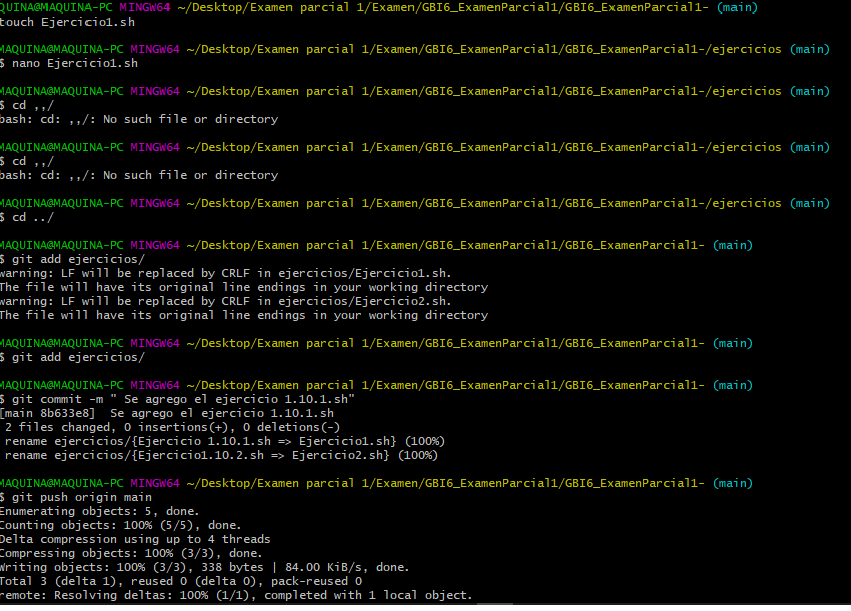 QUINA@MAQUINA-PC MINGW64 ~/Desktop/Examen parcial 1/Examen/GBI6_ExamenParcial1/GBI6_ExamenParcial1- (main)
touch Ejercicio1.sh
MAQUINA@MAQUINA-PC MINGW64 ~/Desktop/Examen parcial 1/Examen/GBI6_ExamenParcial1/GBI6_ExamenParcial1-/ejercicios (main)
$ nano Ejercicio1.sh
MAQUINA@MAQUINA-PC MINGW64 ~/Desktop/Examen parcial 1/Examen/GBI6_ExamenParcial1/GBI6_ExamenParcial1-/ejercicios (main)
$ cd ,,/
bash: cd: ,,/: No such file or directory
MAQUINA@MAQUINA-PC MINGW64 ~/Desktop/Examen parcial 1/Examen/GBI6_ExamenParcial1/GBI6_ExamenParcial1-/ejercicios (main)
$ cd ,,/
bash: cd: ,,/: No such file or directory
MAQUINA@MAQUINA-PC MINGW64 ~/Desktop/Examen parcial 1/Examen/GBI6_ExamenParcial1/GBI6_ExamenParcial1-/ejercicios (main)
$ cd ../
MAQUINA@MAQUINA-PC MINGW64 ~/Desktop/Examen parcial 1/Examen/GBI6_ExamenParcial1/GBI6_ExamenParcial1- (main)
$ git add ejercicios/
warning: LF will be replaced by CRLF in ejercicios/Ejercicio1.sh.
The file will have its original line endings in your working directory
warning: LF will be replaced by CRLF in ejercicios/Ejercicio2.sh.
The file will have its original line endings in your working directory
MAQUINA@MAQUINA-PC MINGW64 ~/Desktop/Examen parcial 1/Examen/GBI6_ExamenParcial1/GBI6_ExamenParcial1- (main)
$ git add ejercicios/
MAQUINA@MAQUINA-PC MINGW64 ~/Desktop/Examen parcial 1/Examen/GBI6_ExamenParcial1/GBI6_ExamenParcial1- (main)
$ git commit -m " Se agrego el ejercicio 1.10.1.sh"
[main 8b633e8]  Se agrego el ejercicio 1.10.1.sh
 2 files changed, 0 insertions(+), 0 deletions(-)
 rename ejercicios/{Ejercicio 1.10.1.sh => Ejercicio1.sh} (100%)
 rename ejercicios/{Ejercicio1.10.2.sh => Ejercicio2.sh} (100%)
MAQUINA@MAQUINA-PC MINGW64 ~/Desktop/Examen parcial 1/Examen/GBI6_ExamenParcial1/GBI6_ExamenParcial1- (main)
$ git push origin main
Enumerating objects: 5, done.
Counting objects: 100% (5/5), done.
Delta compression using up to 4 threads
Compressing objects: 100% (3/3), done.
Writing objects: 100% (3/3), 338 bytes | 84.00 KiB/s, done.
Total 3 (delta 1), reused 0 (delta 0), pack-reused 0
remote: Resolving deltas: 100% (1/1), completed with 1 local object.